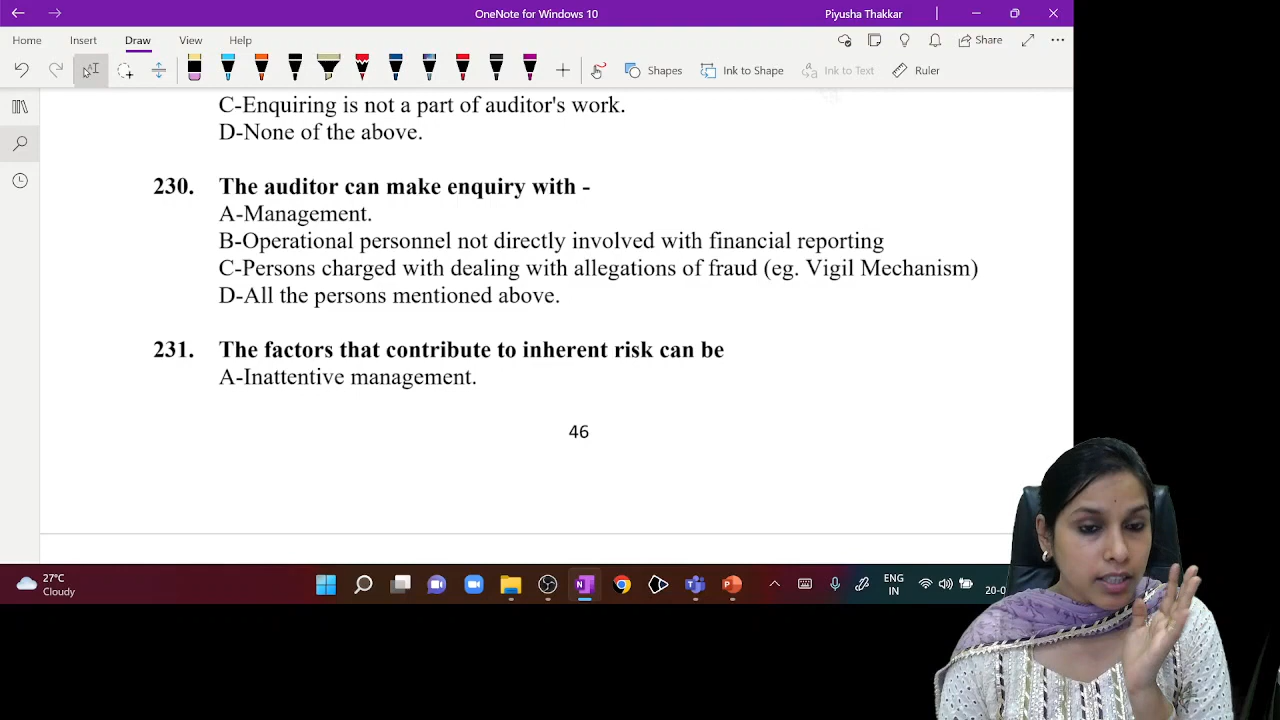 OneNote for Windows 10
Piyusha Thakkar
Home Insert Draw View Help
Share
Shapes
Ink to Shape
Ink to Text
Ruler
C-Enquiring is not a part of auditor's work.
D-None of the above.
230. The auditor can make enquiry with -
A-Management.
B-Operational personnel not directly involved with financial reporting
C-Persons charged with dealing with allegations of fraud (eg. Vigil Mechanism)
D-All the persons mentioned above.
231. The factors that contribute to inherent risk can be
A-Inattentive management.
46
27°C
Cloudy
ENG
IN
20-0